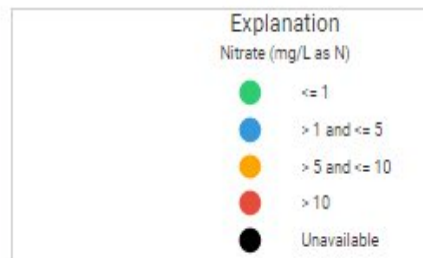 Explanation
Nitrate (mg/L as N)
<= 1
> 1 and <= 5
> 5 and <= 10
> 10
Unavailable